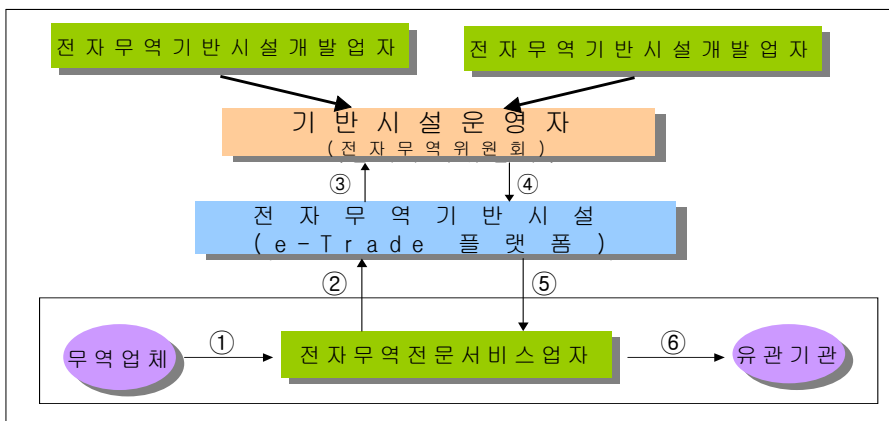 전자무역기반시설개발업자
전자무역기반시설개발업자
기반시설운영자
(전자무역위원회)
③
④
전자무역기반시설
(e-Trade 플랫폼)
②
⑤
무역업체
①
전자무역전문서비스업자
⑥
유관기관